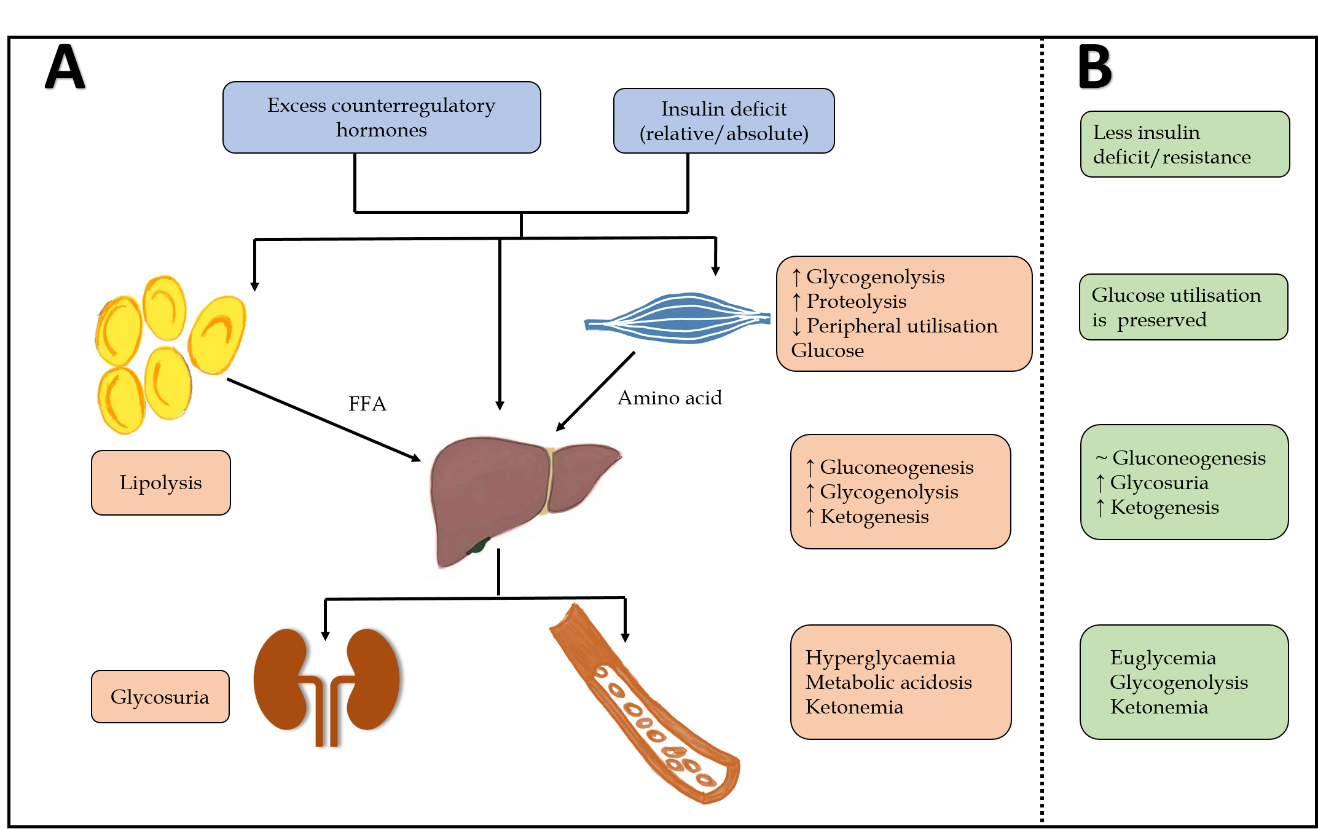 A
B
Excess counterregulatory
hormones
Insulin deficit
(relative/absolute)
Less insulin
deficit/resistance
↑ Glycogenolysis
↑ Proteolysis
↓ Peripheral utilisation
Glucose
Glucose utilisation
is preserved
FFA
Amino acid
Lipolysis
↑ Gluconeogenesis
↑ Glycogenolysis
↑ Ketogenesis
~ Gluconeogenesis
↑ Glycosuria
↑ Ketogenesis
Glycosuria
Hyperglycaemia
Metabolic acidosis
Ketonemia
Euglycemia
Glycogenolysis
Ketonemia